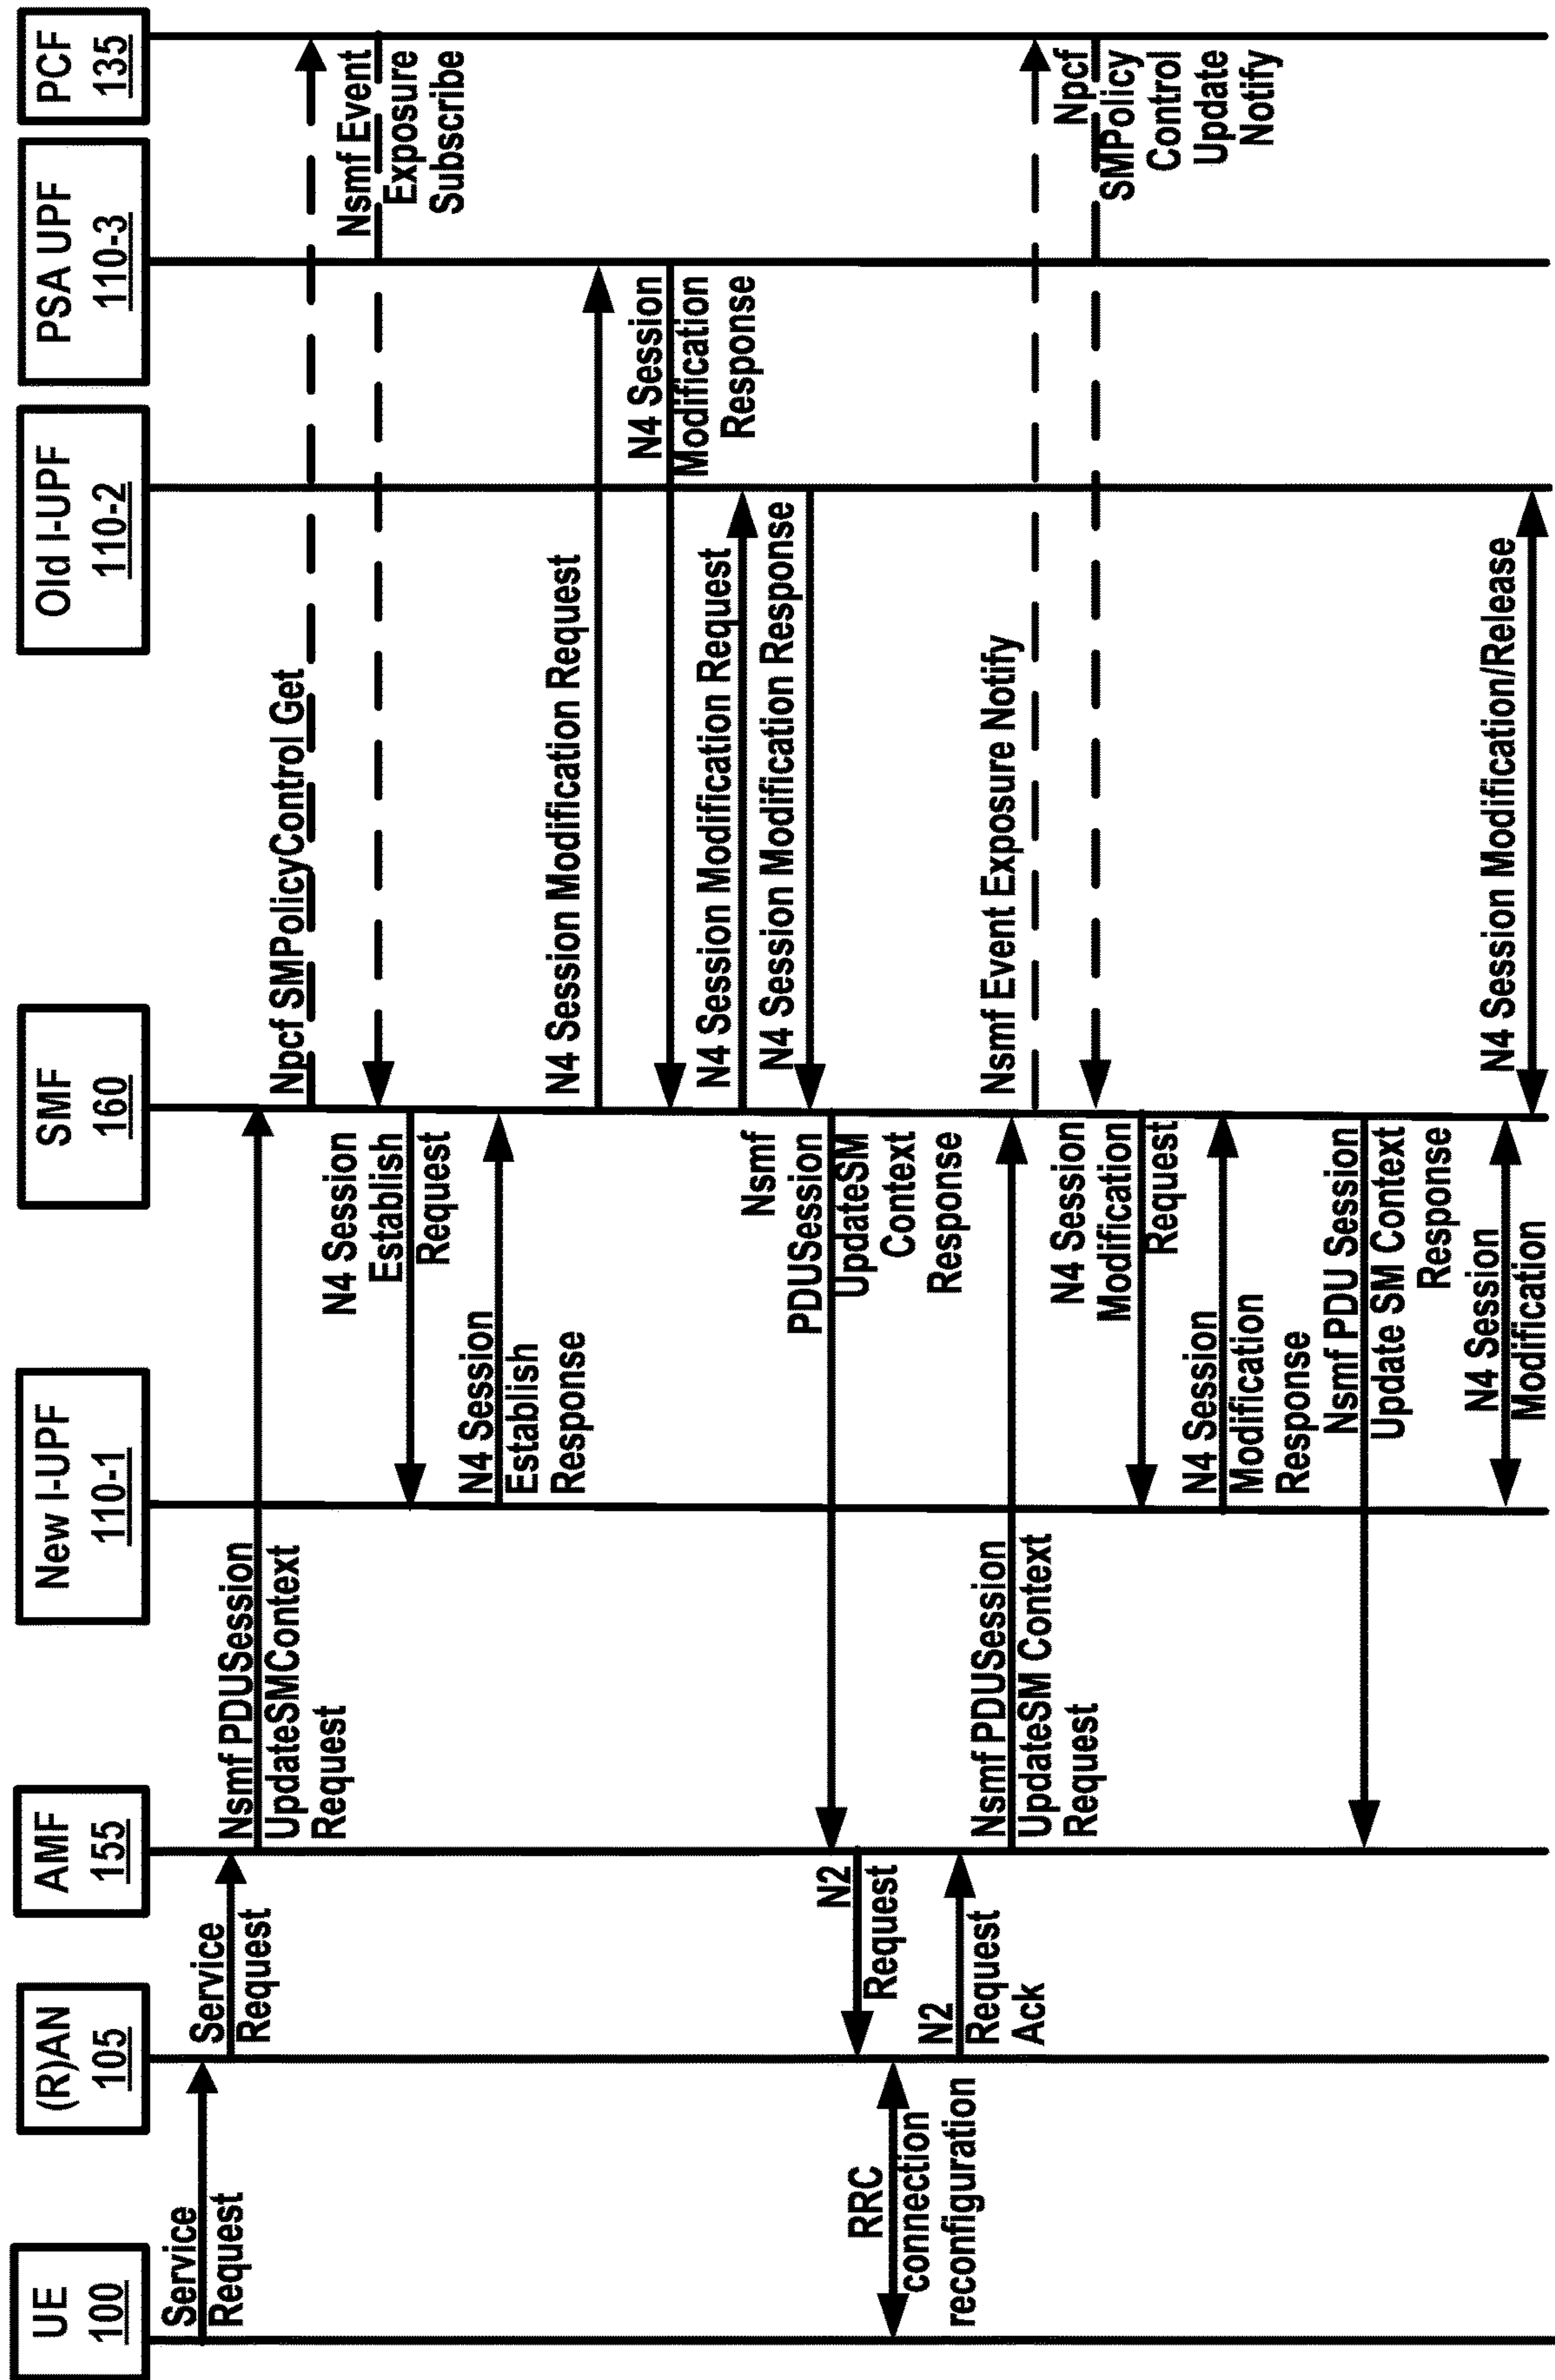 UE
100
(R)AN
105
AMF
155
New I-UPF
110-1
SMF
160
Old I-UPF
110-2
PSA UPF
110-3
PCF
135
Service
Request
Service
Request
Nsmf PDUSession
UpdateSMContext
Request
Npcf SMPolicyControl Get
Nsmf Event
Exposure
Subscribe
N4 Session
Establish
Request
N4 Session
Establish
Response
N4 Session Modification Request
N4 Session
Modification
Response
N4 Session Modification Request
N4 Session Modification Response
Nsmf
PDUSession
UpdateSM
Context
Response
N2
Request
RRC
connection
reconfiguration
N2
Request
Ack
Nsmf PDUSession
UpdateSM Context
Request
Nsmf Event Exposure Notify
Npcf
SMPolicy
Control
Update
Notify
N4 Session
Modification
Request
N4 Session
Modification
Response
Nsmf PDU Session
Update SM Context
Response
N4 Session
Modification
N4 Session Modification/Release